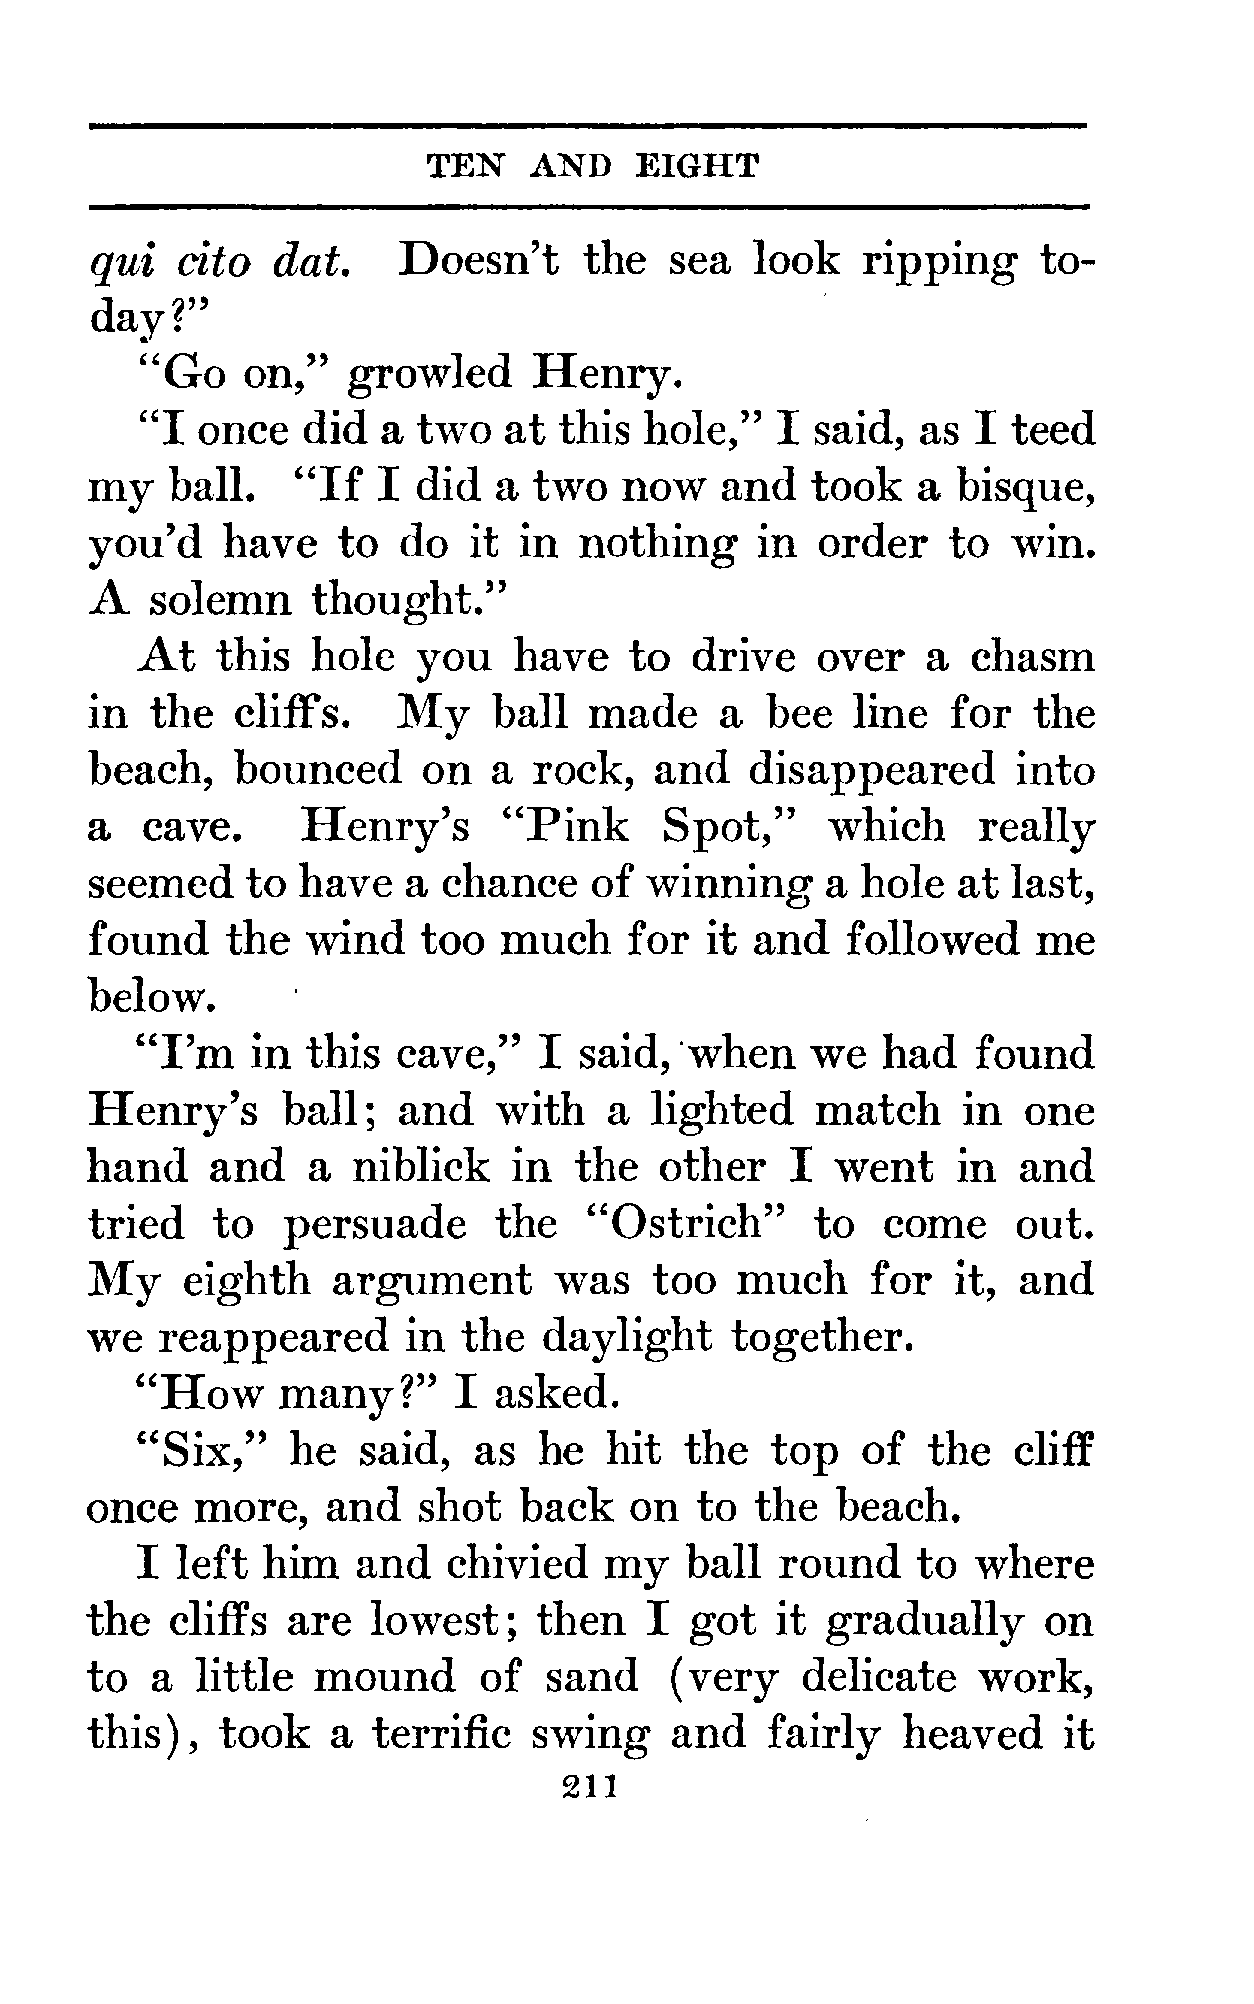 TEN AND EIGHT
qui cito dat. Doesn't the sea look ripping to-
day?"
"Go on," growled Henry.
"I once did a two at this hole," I said, as I teed
my ball. "If I did a two now and took a bisque,
you'd have to do it in nothing in order to win.
A solemn thought."
At this hole you have to drive over a chasm
in the cliffs. My ball made a bee line for the
beach, bounced on a rock, and disappeared into
a cave. Henry's "Pink Spot," which really
seemed to have a chance of winning a hole at last,
found the wind too much for it and followed me
below.
"I'm in this cave," I said, when we had found
Henry's ball; and with a lighted match in one
hand and a niblick in the other I went in and
tried to persuade the "Ostrich" to come out.
My eighth argument was too much for it, and
we reappeared in the daylight together.
"How many?" I asked.
"Six," he said, as he hit the top of the cliff
once more, and shot back on to the beach.
I left him and chivied my ball round to where
the cliffs are lowest; then I got it gradually on
to a little mound of sand (very delicate work,
this), took a terrific swing and fairly heaved it
211